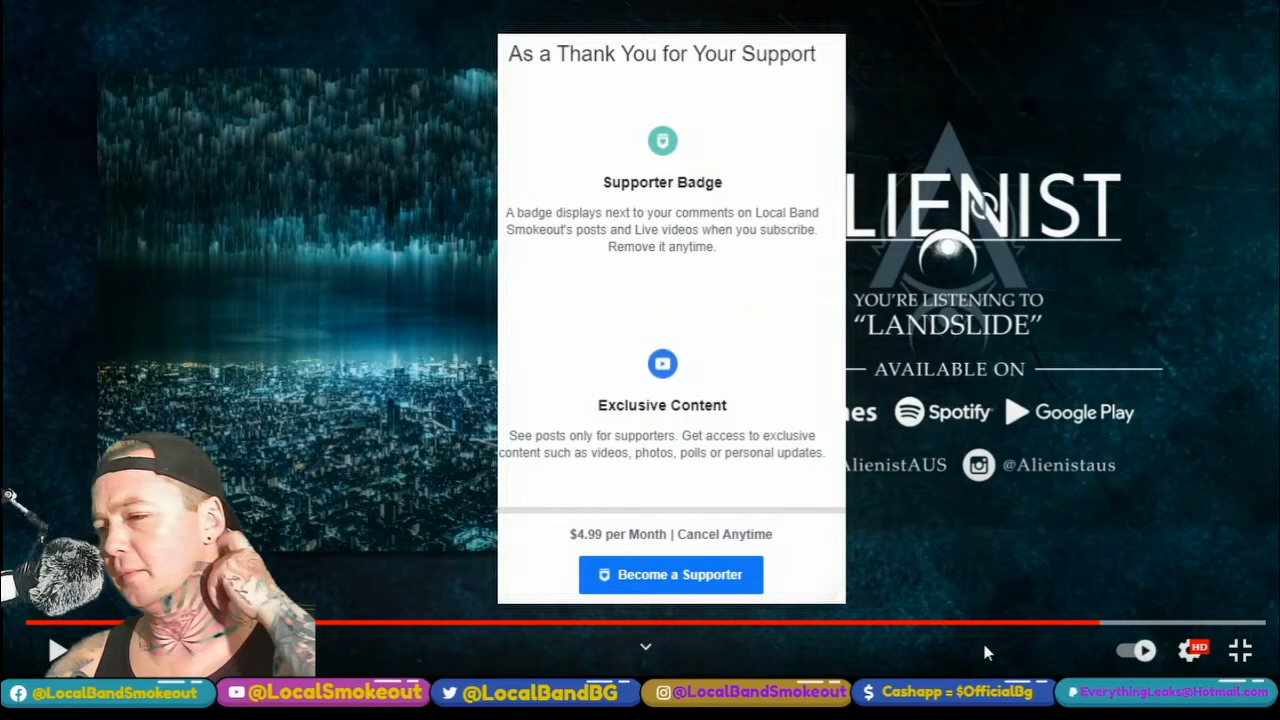 As a Thank You for Your Support
Supporter Badge
A badge displays next to your comments on Local Band
Smokeout's posts and Live videos when you subscribe.
Remove it anytime.
Exclusive Content
See posts only for supporters. Get access to exclusive
content such as videos, photos, polls or personal updates.
$4.99 per Month | Cancel Anytime
Become a Supporter
LIENIST
YOU'RE LISTENING TO
“LANDSLIDE”
AVAILABLE ON
nes Spotify Google Play
AlienistAUS @Alienistaus
HD
@LocalBandSmokeout @LocalSmokeout @LocalBandBG @LocalBandSmokeout Cashapp = $OfficialBg EverythingLeaks@Hotmail.com